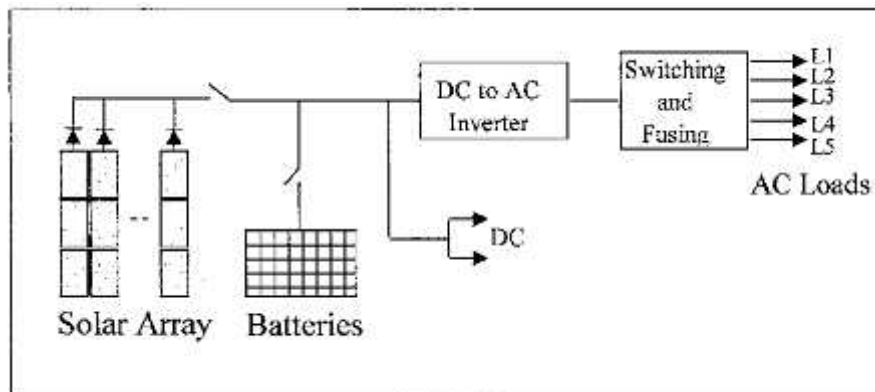 L1
L2
L3
L4
L5
DC to AC
Inverter
Switching
and
Fusing
AC Loads
DC
Solar Array
Batteries